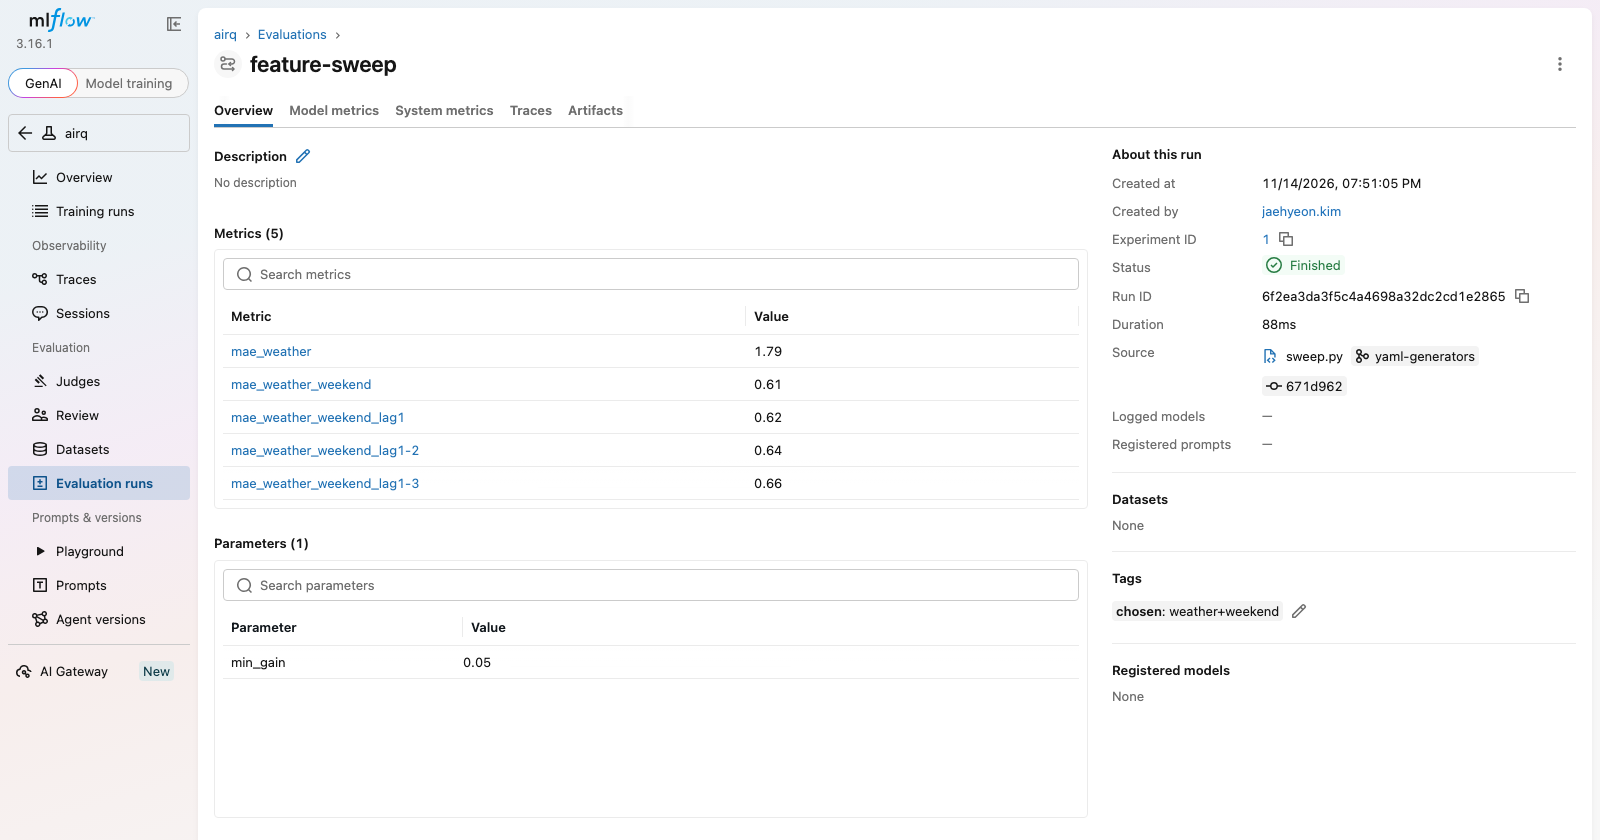 mlflow
3.16.1
GenAI
Model training
airq
Overview
Training runs
Observability
Traces
Sessions
Evaluation
Judges
Review
Datasets
Evaluation runs
Prompts & versions
Playground
Prompts
Agent versions
AI Gateway
New
airq > Evaluations >
feature-sweep
Overview
Model metrics
System metrics
Traces
Artifacts
Description
No description
Metrics (5)
Search metrics
Metric Value
mae_weather 1.79
mae_weather_weekend 0.61
mae_weather_weekend_lag1 0.62
mae_weather_weekend_lag1-2 0.64
mae_weather_weekend_lag1-3 0.66
Parameters (1)
Search parameters
Parameter Value
min_gain 0.05
About this run
Created at 11/14/2026, 07:51:05 PM
Created by jaehyeon.kim
Experiment ID 1
Status Finished
Run ID 6f2ea3da3f5c4a4698a32dc2cd1e2865
Duration 88ms
Source sweep.py yaml-generators
671d962
Logged models —
Registered prompts —
Datasets
None
Tags
chosen: weather+weekend
Registered models
None